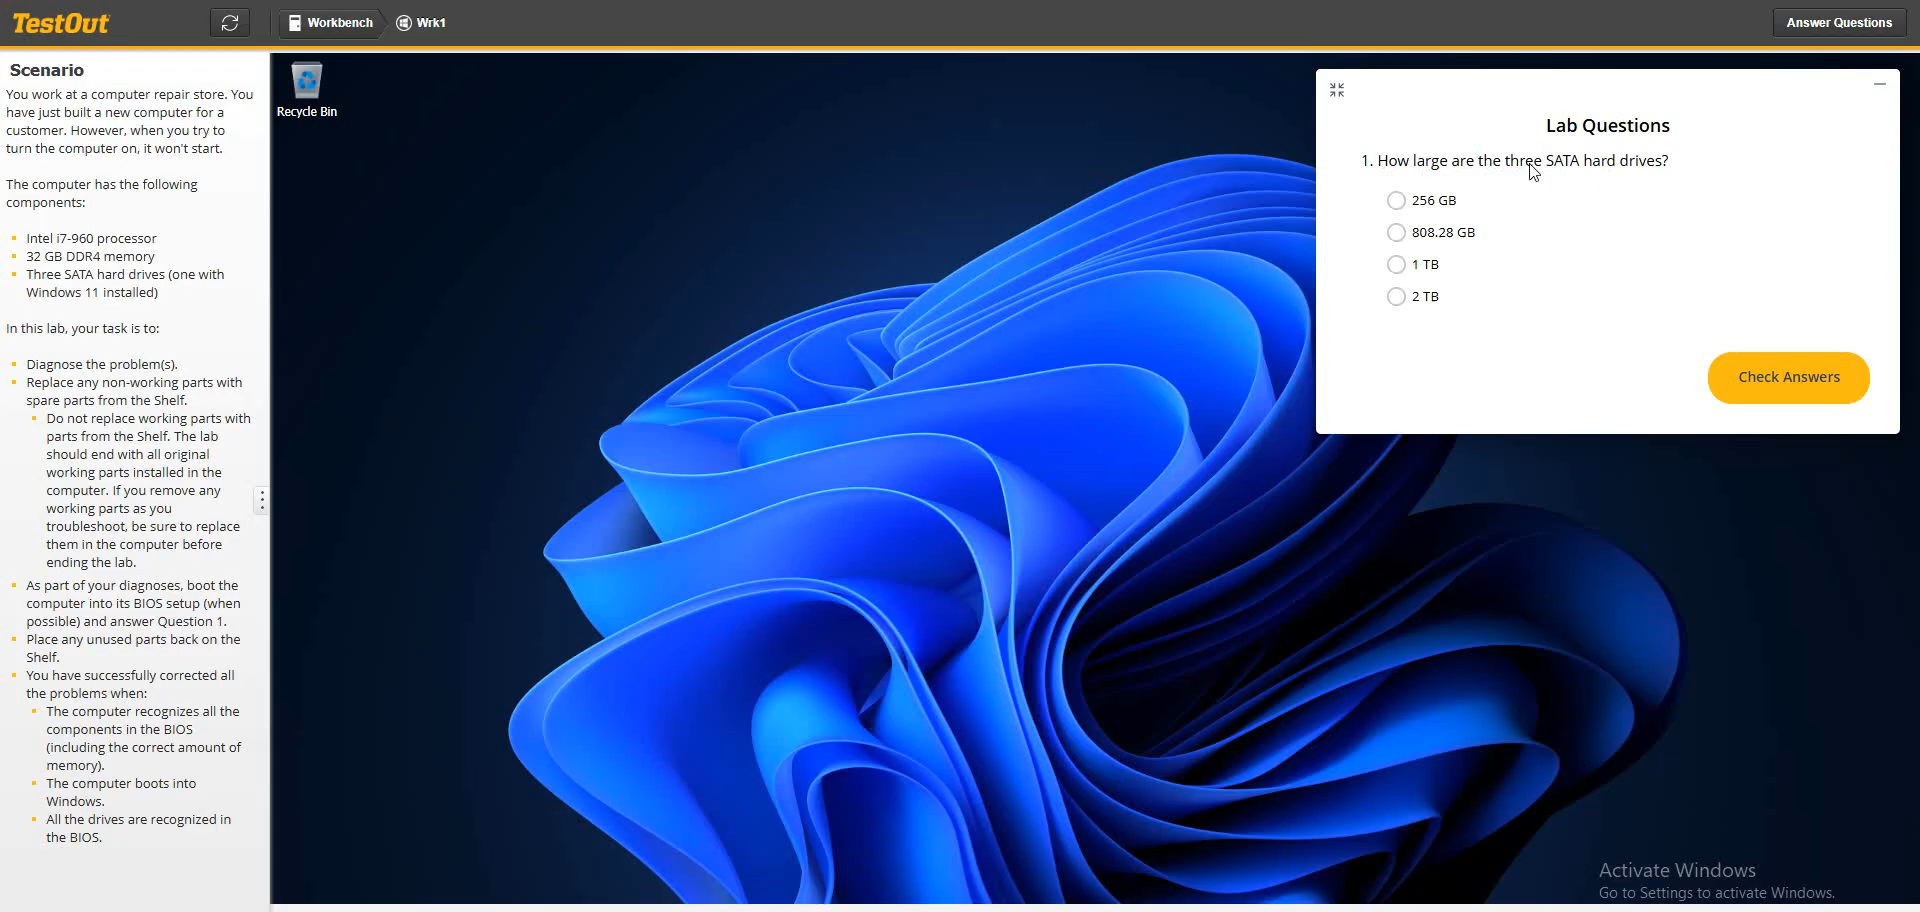 TestOut
Workbench
Wrk1
Answer Questions
Scenario
You work at a computer repair store. You
have just built a new computer for a
customer. However, when you try to
turn the computer on, it won't start.
The computer has the following
components:
Intel i7-960 processor
32 GB DDR4 memory
Three SATA hard drives (one with
Windows 11 installed)
In this lab, your task is to:
Diagnose the problem(s).
Replace any non-working parts with
spare parts from the Shelf.
Do not replace working parts with
parts from the Shelf. The lab
should end with all original
working parts installed in the
computer. If you remove any
working parts as you
troubleshoot, be sure to replace
them in the computer before
ending the lab.
As part of your diagnoses, boot the
computer into its BIOS setup (when
possible) and answer Question 1.
Place any unused parts back on the
Shelf.
You have successfully corrected all
the problems when:
The computer recognizes all the
components in the BIOS
(including the correct amount of
memory).
The computer boots into
Windows.
All the drives are recognized in
the BIOS.
Recycle Bin
Lab Questions
1. How large are the three SATA hard drives?
256 GB
808.28 GB
1 TB
2 TB
Check Answers
Activate Windows
Go to Settings to activate Windows.